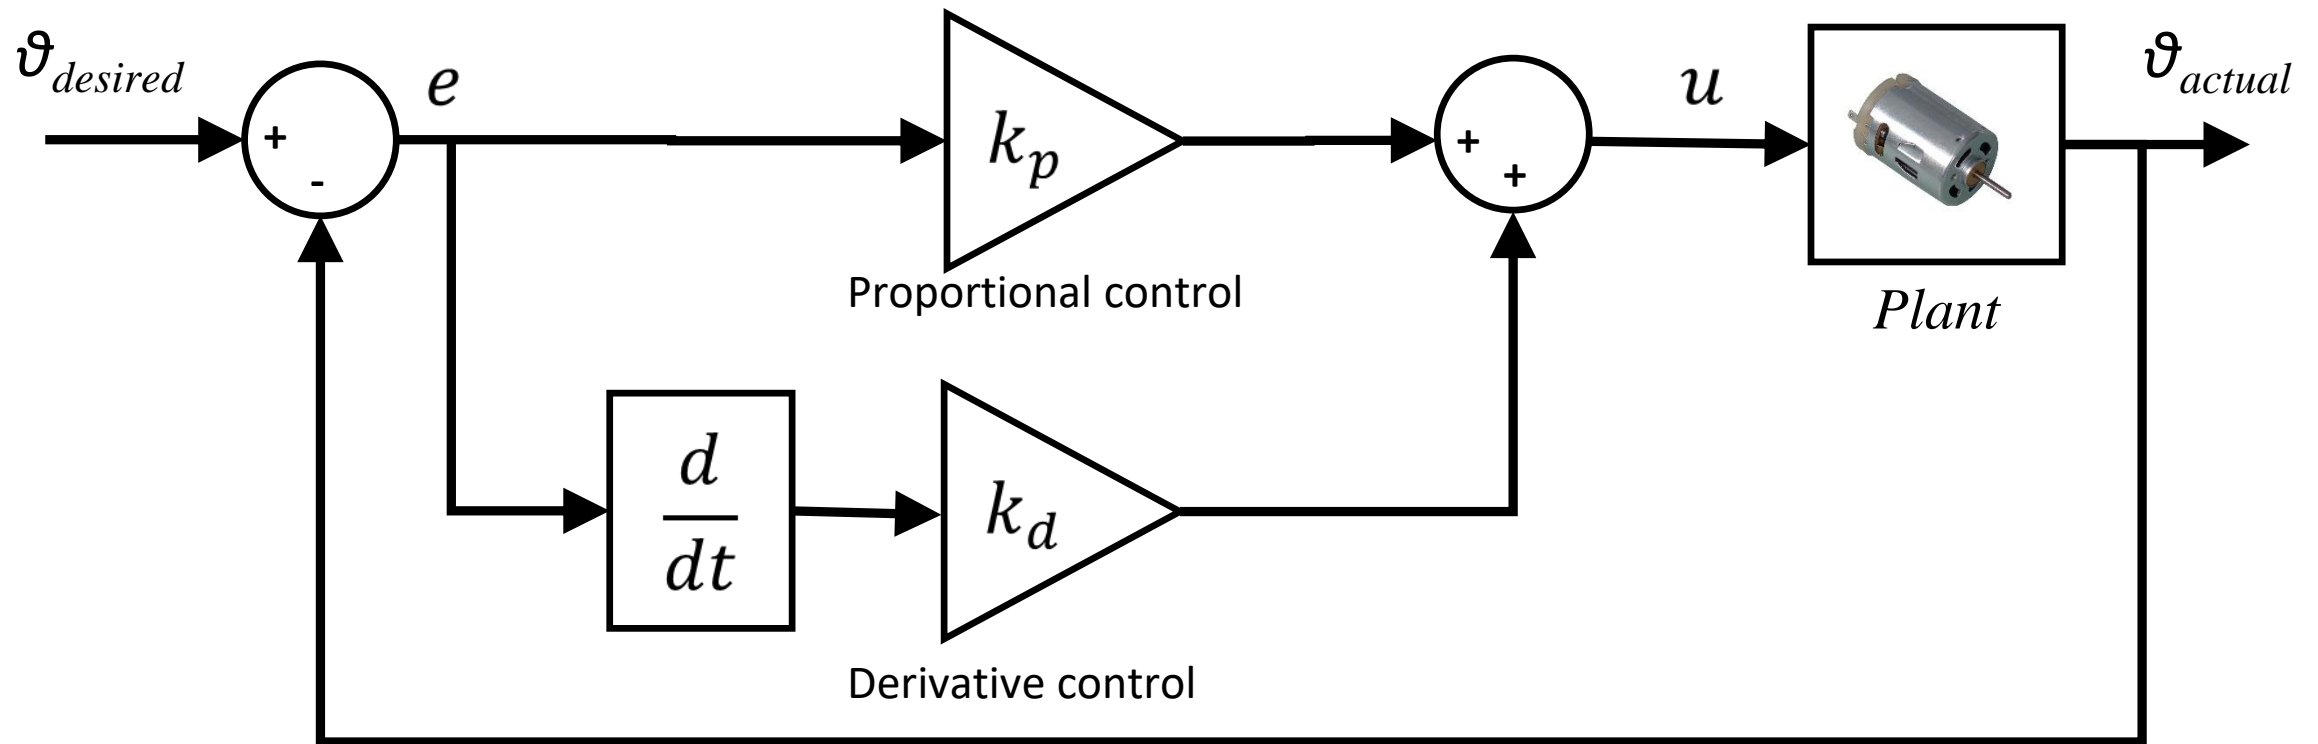 ϑdesired
e
kp
u
ϑactual
+
-
+
+
Proportional control
Plant
d
dt
kd
Derivative control